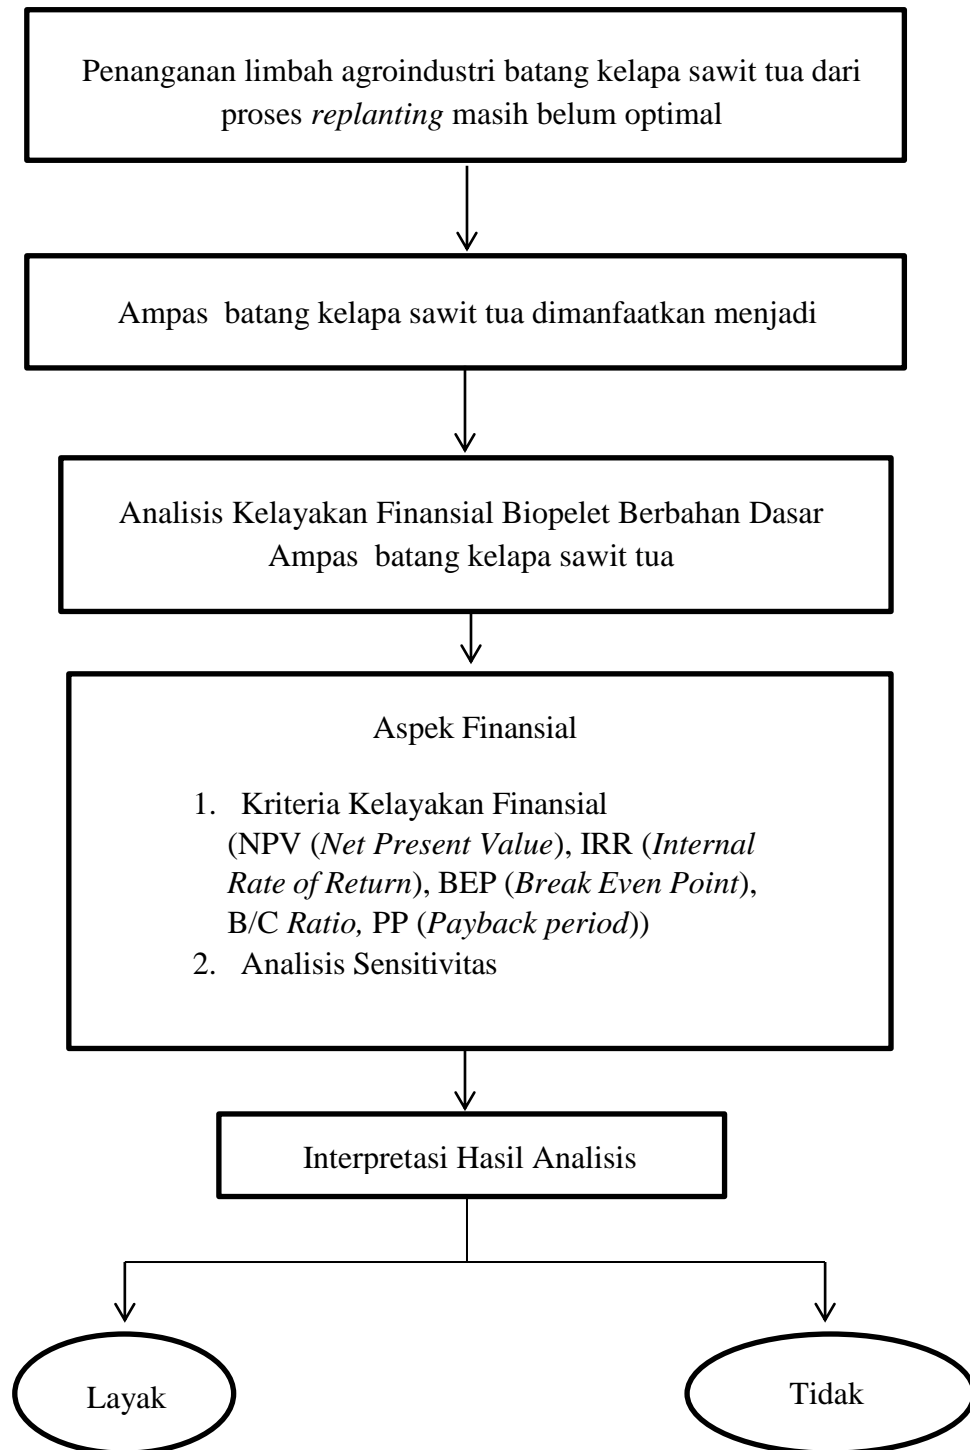 Penanganan limbah agroindustri batang kelapa sawit tua dari
proses replanting masih belum optimal
Ampas batang kelapa sawit tua dimanfaatkan menjadi
Analisis Kelayakan Finansial Biopelet Berbahan Dasar
Ampas batang kelapa sawit tua
Aspek Finansial
1. Kriteria Kelayakan Finansial
(NPV (Net Present Value), IRR (Internal
Rate of Return), BEP (Break Even Point),
B/C Ratio, PP (Payback period))
2. Analisis Sensitivitas
Interpretasi Hasil Analisis
Layak
Tidak